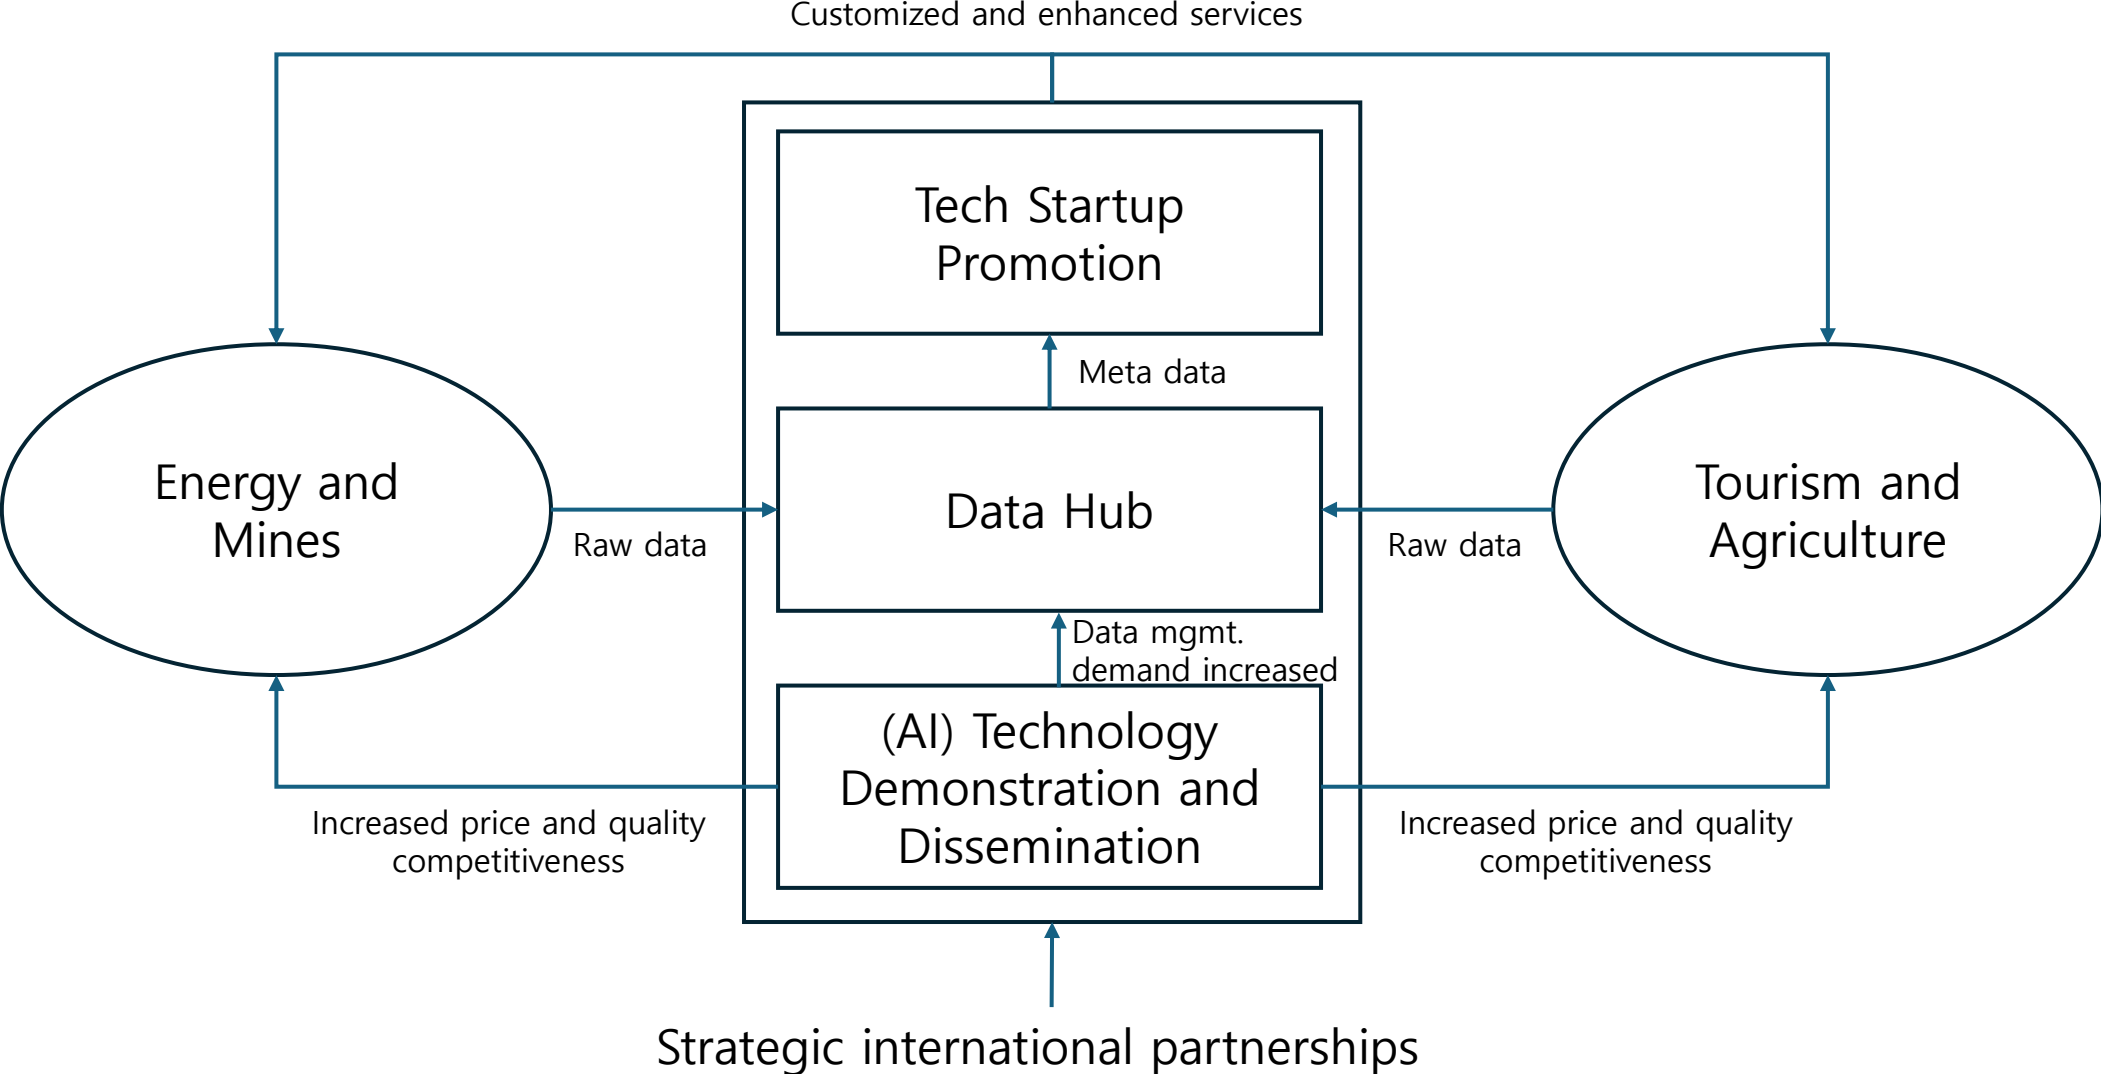 Customized and enhanced services
Tech Startup
Promotion
Meta data
Energy and
Mines
Raw data
Data Hub
Raw data
Tourism and
Agriculture
Data mgmt.
demand increased
(AI) Technology
Demonstration and
Dissemination
Increased price and quality
competitiveness
Increased price and quality
competitiveness
Strategic international partnerships